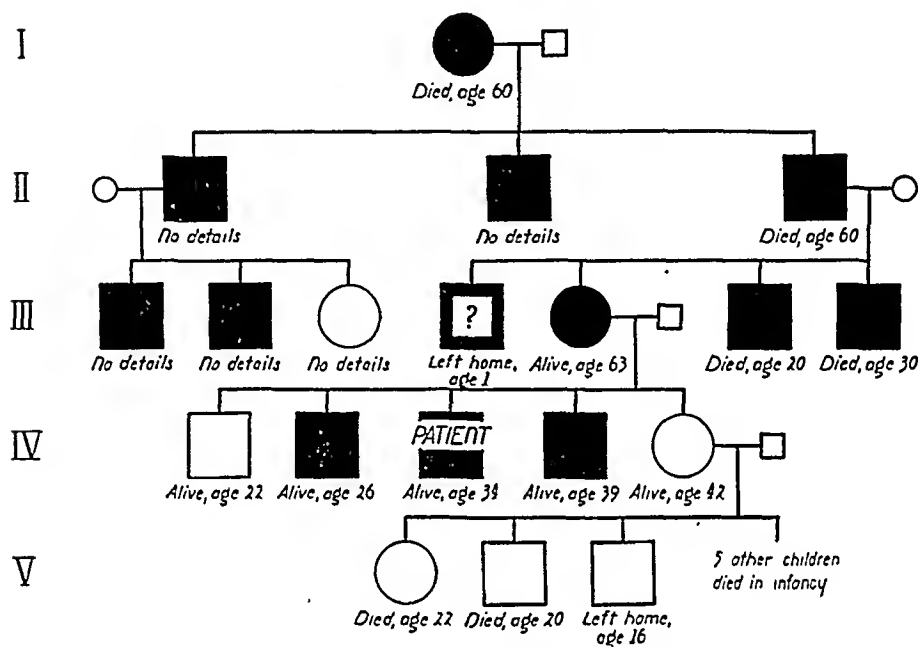 I
Died, age 60
II
No details
No details
Died, age 60
III
?
No details
No details
No details
Left home,
age 1
Alive, age 63
Died, age 20
Died, age 30
IV
PATIENT
Alive, age 22
Alive, age 26
Alive, age 34
Alive, age 39
Alive, age 42
V
5 other children
died in infancy
Died, age 22
Died, age 20
Left home,
age 16